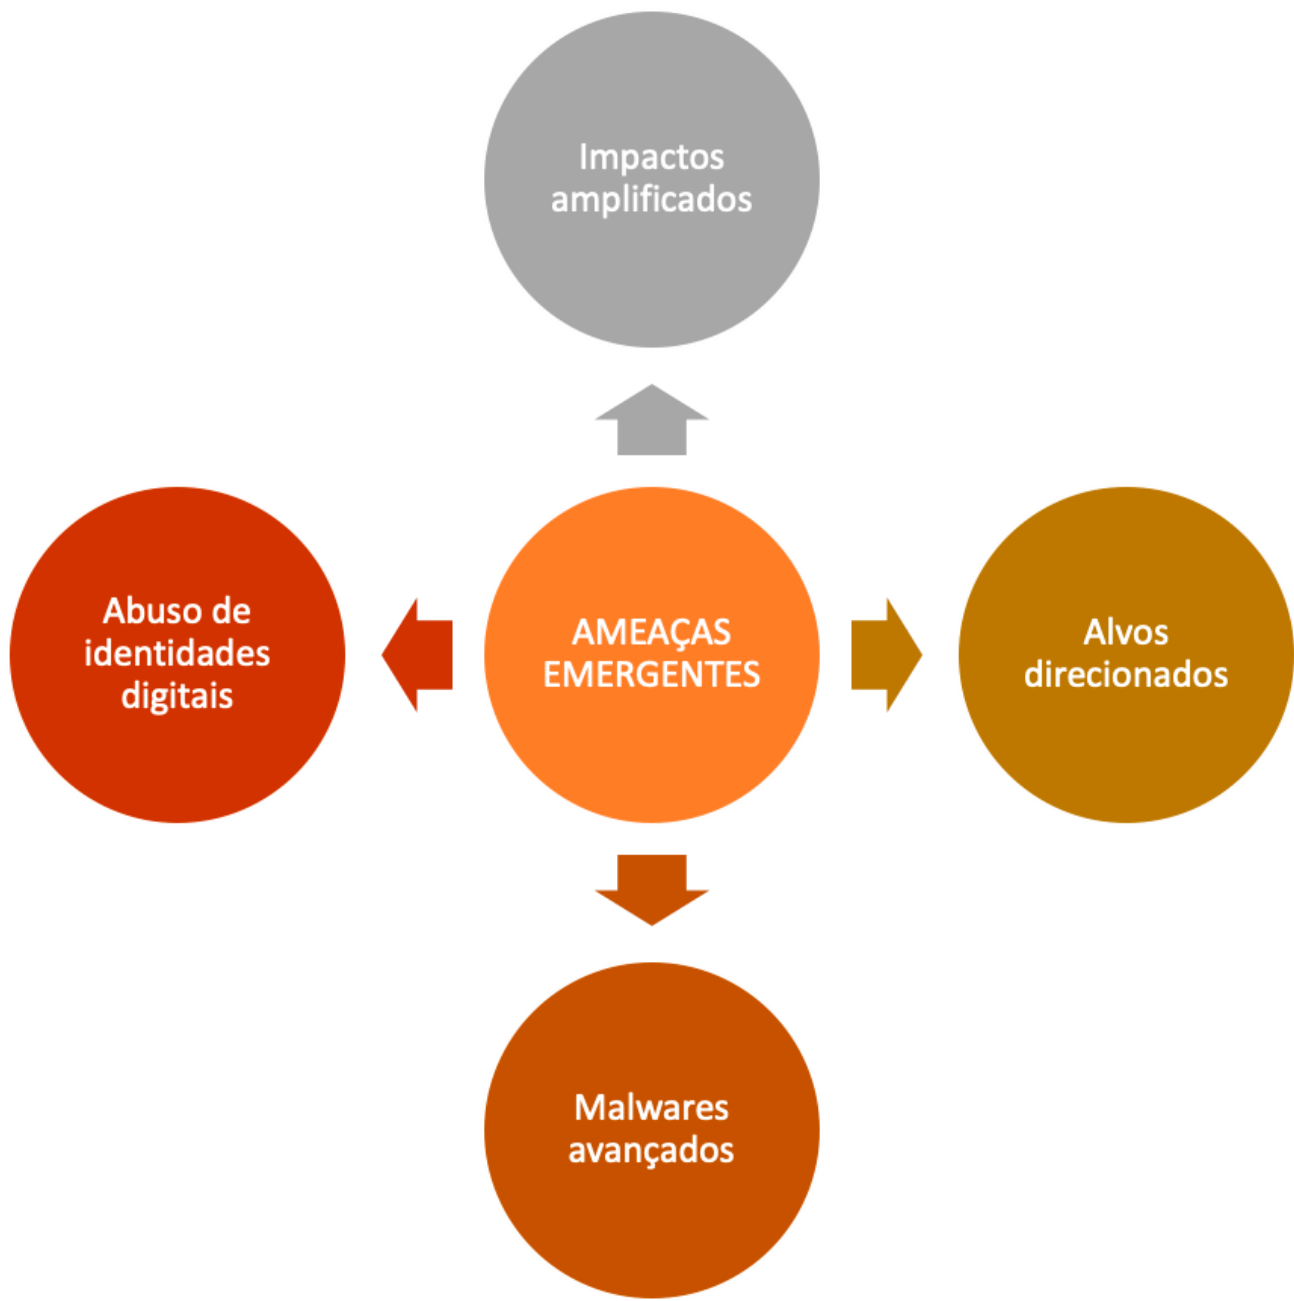 Impactos
amplificados
Abuso de
identidades
digitais
AMEAÇAS
EMERGENTES
Alvos
direcionados
Malwares
avançados